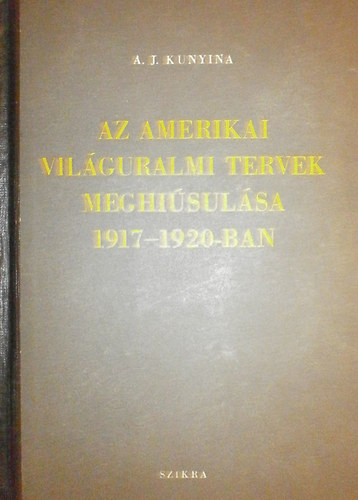 A. J. KUNYINA
AZ AMERIKAI
VILÁGURALMI TERVEK
MEGHIÚSULÁSA
1917–1920-BAN
SZIKRA